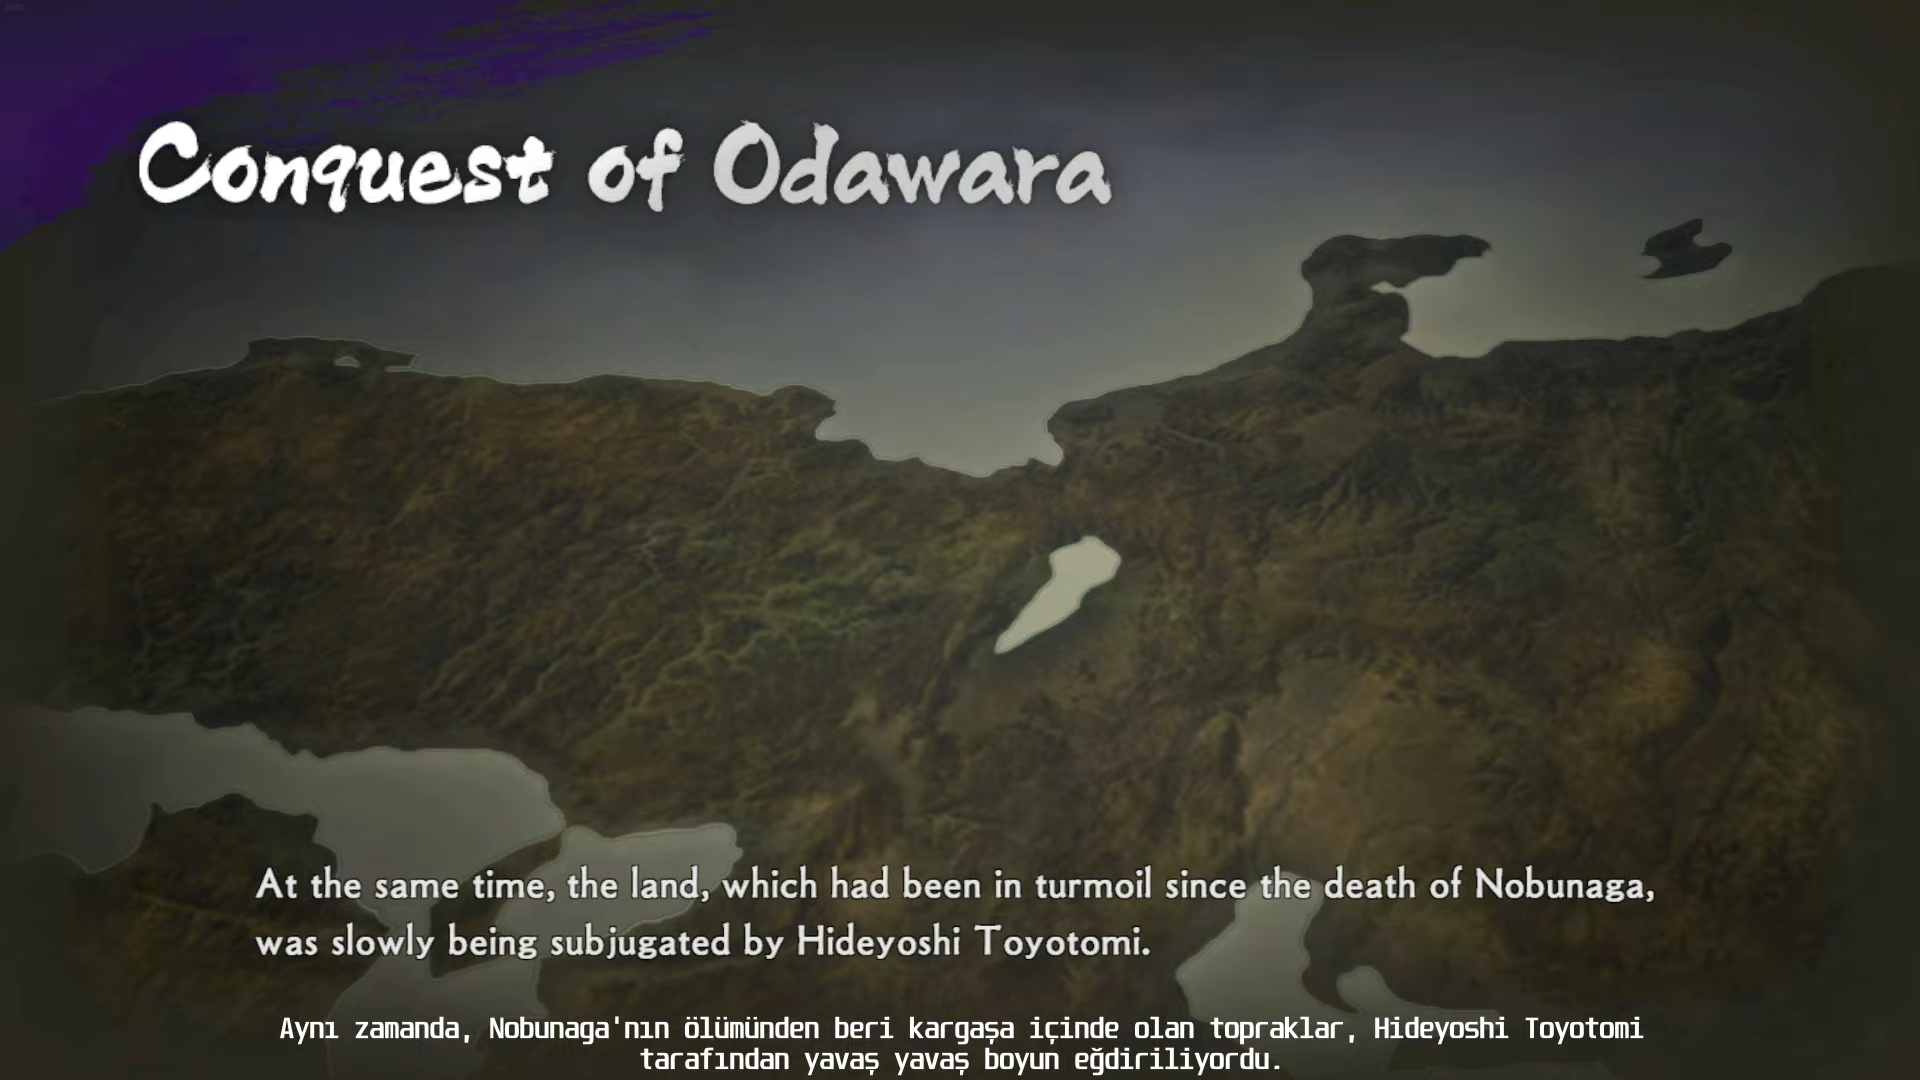 Conquest of Odawara
At the same time, the land, which had been in turmoil since the death of Nobunaga,
was slowly being subjugated by Hideyoshi Toyotomi.
Aynı zamanda, Nobunaga'nın ölümünden beri kargaşa içinde olan topraklar, Hideyoshi Toyotomi
tarafından yavaş yavaş boyun eğdiriliyordu.